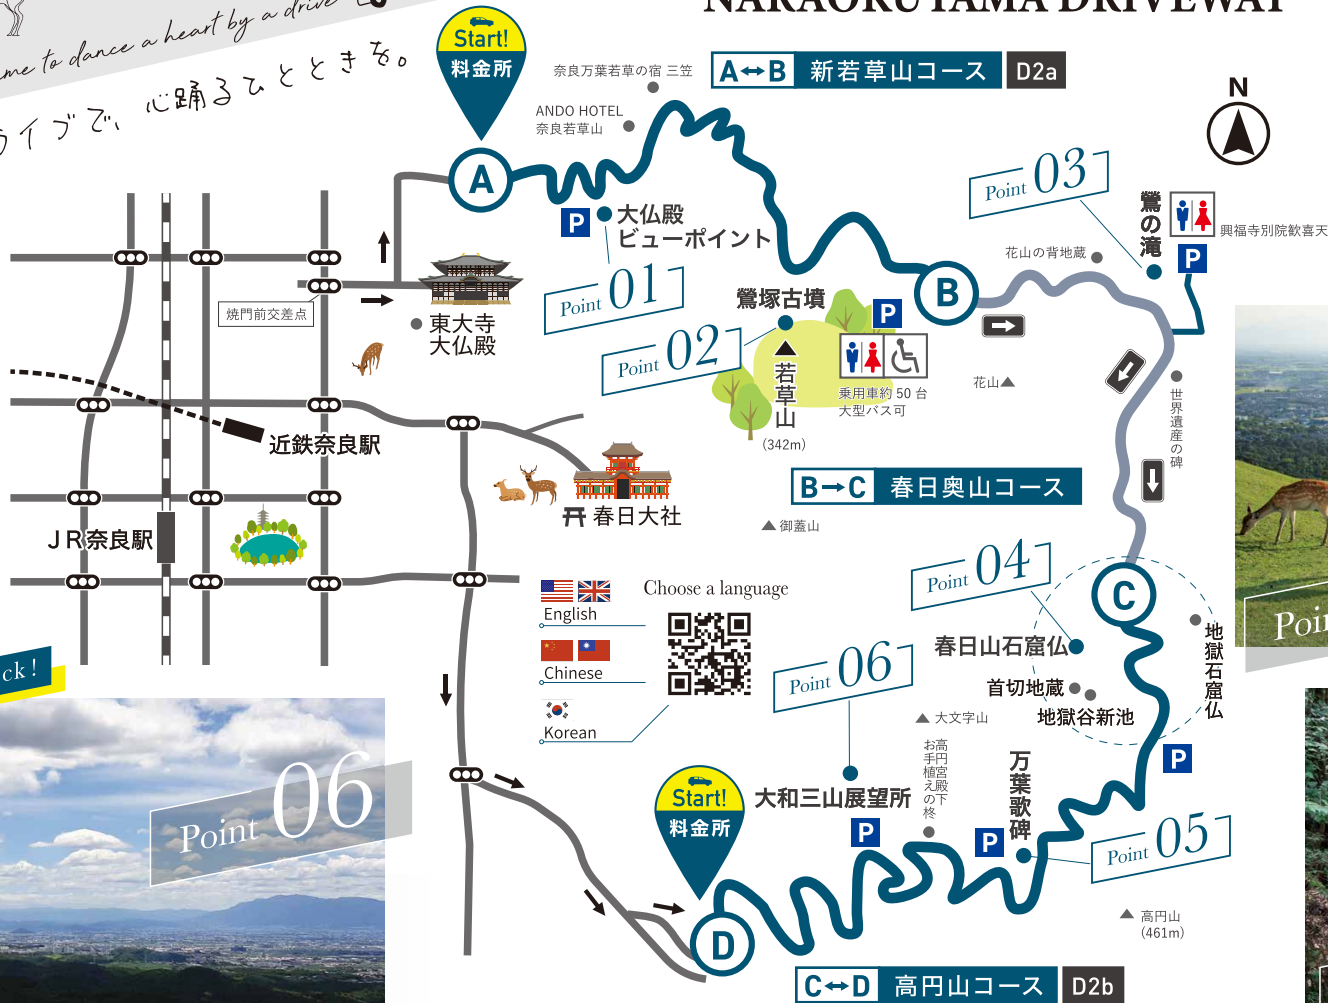 NARAOKUYAMA DRIVEWAY
me to dance a heart by a drive
ライブで、心踊るひとときを。
Start!
料金所
A
奈良万葉若草の宿 三笠
ANDO HOTEL
奈良若草山
A↔B 新若草山コース D2a
N
P
大仏殿
ビューポイント
Point 01
Point 02
Point 03
鶯の滝
P
興福寺別院歓喜天
花山の背地蔵
B
鶯塚古墳
P
若草山
(342m)
乗用車約 50 台
大型バス可
花山
世界遺産の碑
焼門前交差点
東大寺
大仏殿
近鉄奈良駅
春日大社
JR奈良駅
B→C 春日奥山コース
御蓋山
Point 04
C
春日山石窟仏
首切地蔵
地獄谷新池
地獄石窟仏
English
Chinese
Korean
Choose a language
Point 06
大文字山
高円宮殿下
お手植えの柊
大和三山展望所
P
万葉歌碑
P
P
Point 05
Start!
料金所
D
高円山
(461m)
C↔D 高円山コース D2b
ck!
Point 06
Poi